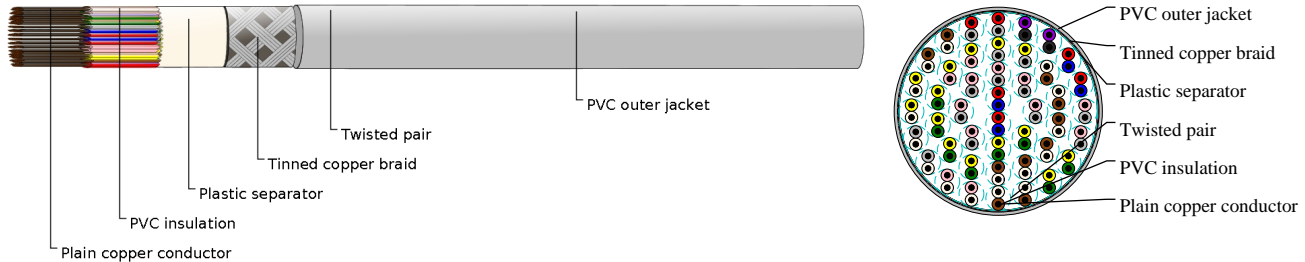 PVC outer jacket
Twisted pair
Tinned copper braid
Plastic separator
PVC insulation
Plain copper conductor
PVC outer jacket
Tinned copper braid
Plastic separator
Twisted pair
PVC insulation
Plain copper conductor